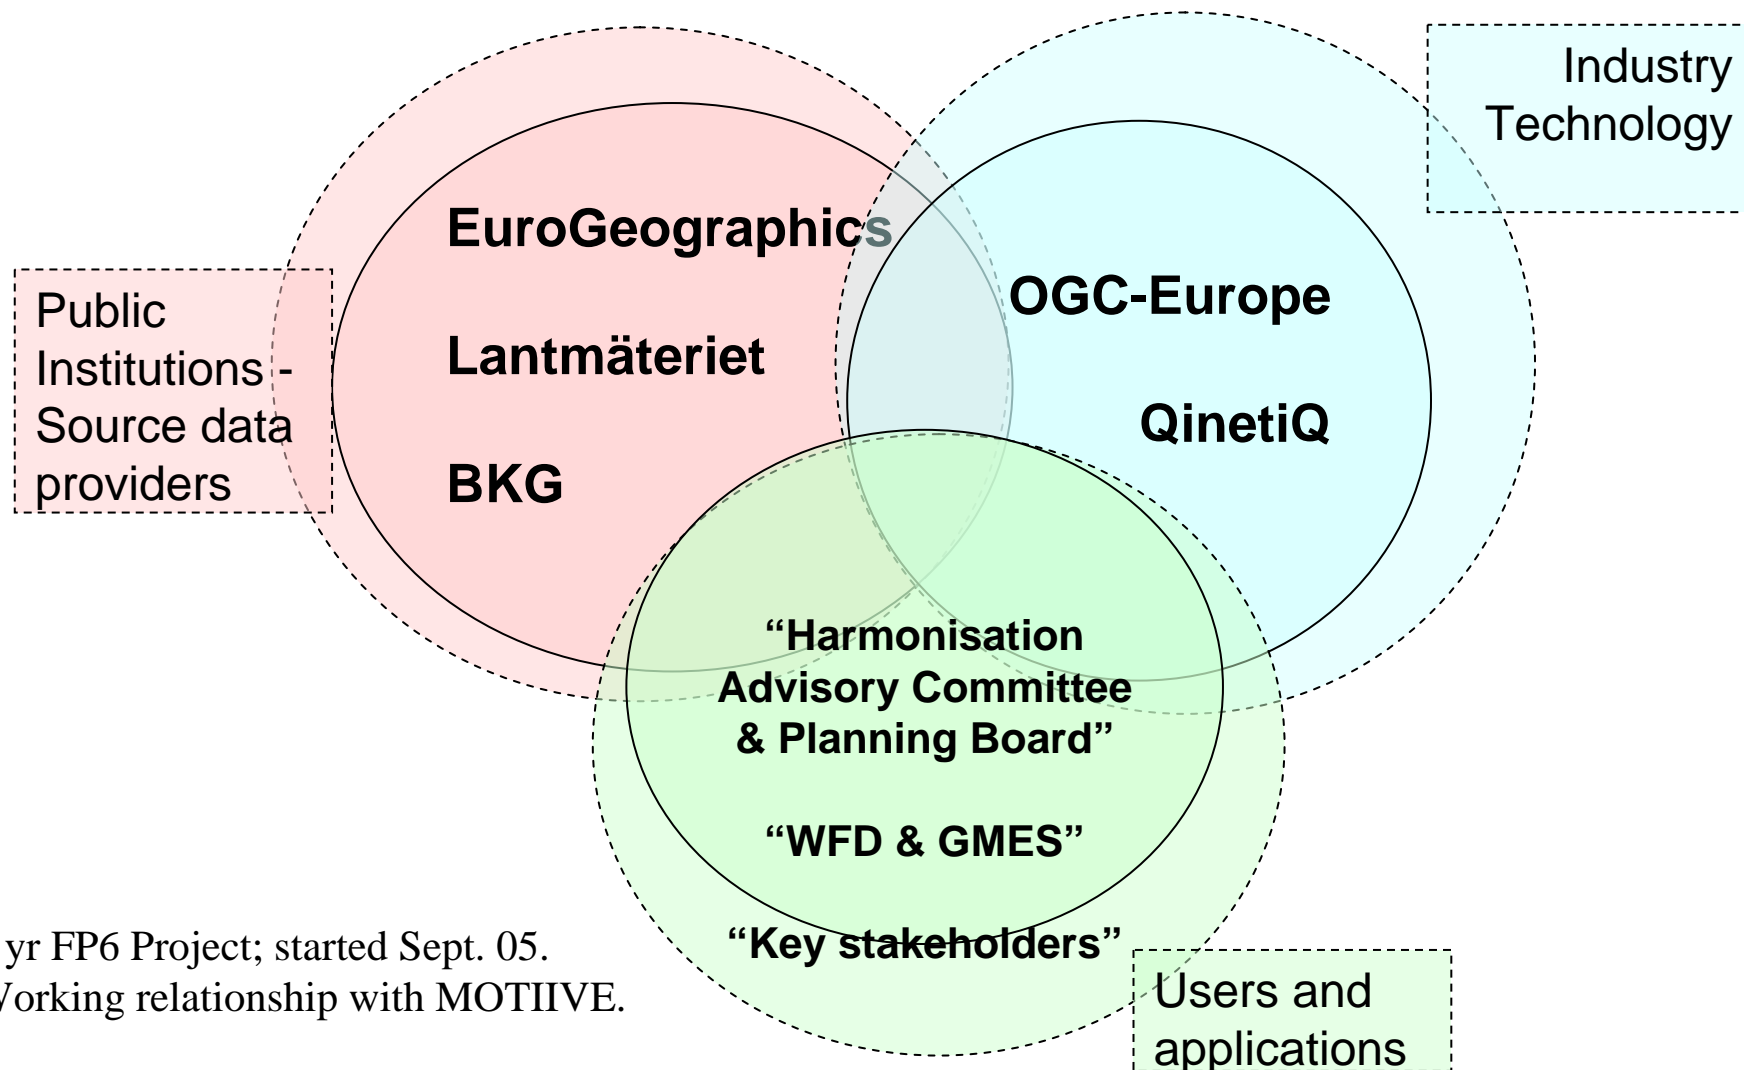 Industry
Technology
EuroGeographics
OGC-Europe
Public
Institutions -
Source data
providers
Lantmäteriet
QinetiQ
BKG
“Harmonisation
Advisory Committee
& Planning Board”
“WFD & GMES”
“Key stakeholders”
yr FP6 Project; started Sept. 05.
Working relationship with MOTIIVE.
Users and
applications